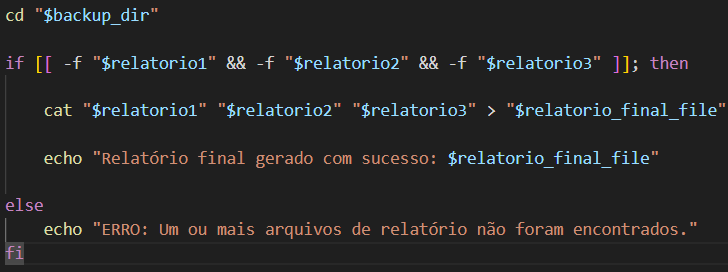 cd "$backup_dir"
if [[ -f "$relatorio1" && -f "$relatorio2" && -f "$relatorio3" ]]; then
cat "$relatorio1" "$relatorio2" "$relatorio3" > "$relatorio_final_file"
echo "Relatório final gerado com sucesso: $relatorio_final_file"
else
echo "ERRO: Um ou mais arquivos de relatório não foram encontrados."
fi